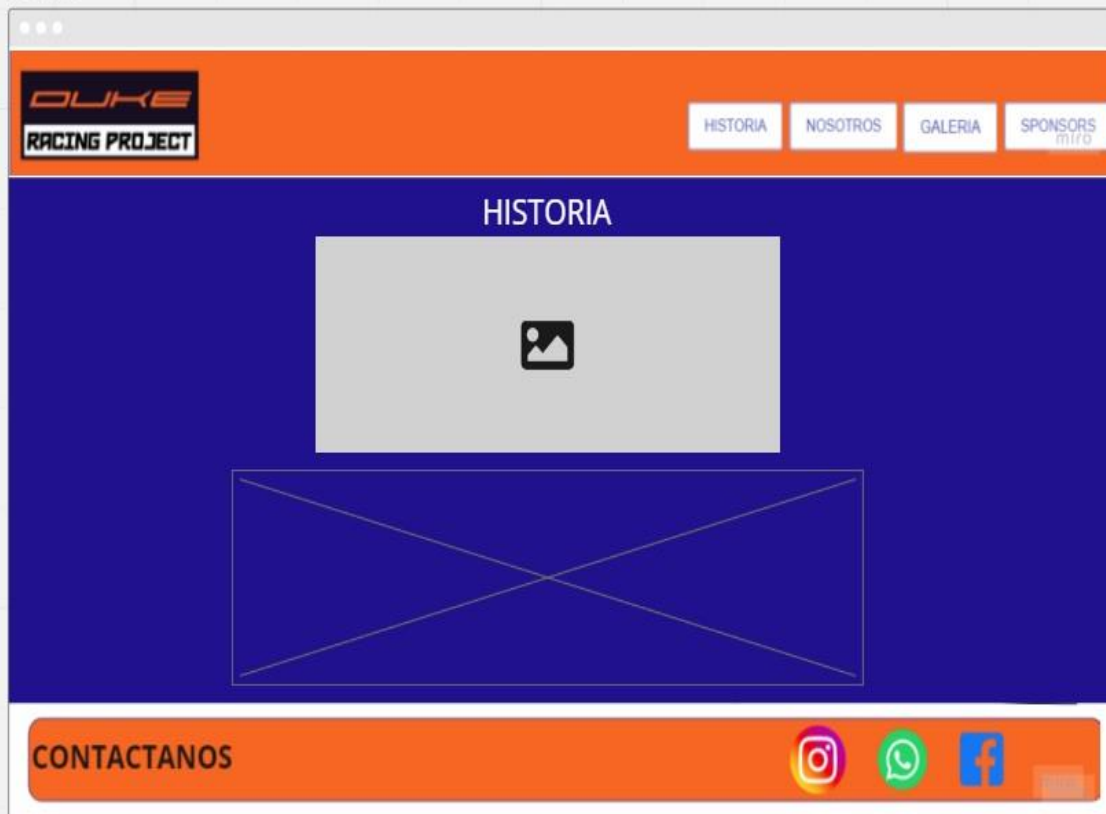 DUKE
RACING PROJECT
HISTORIA
NOSOTROS
GALERIA
SPONSORS
miro
HISTORIA
CONTACTANOS